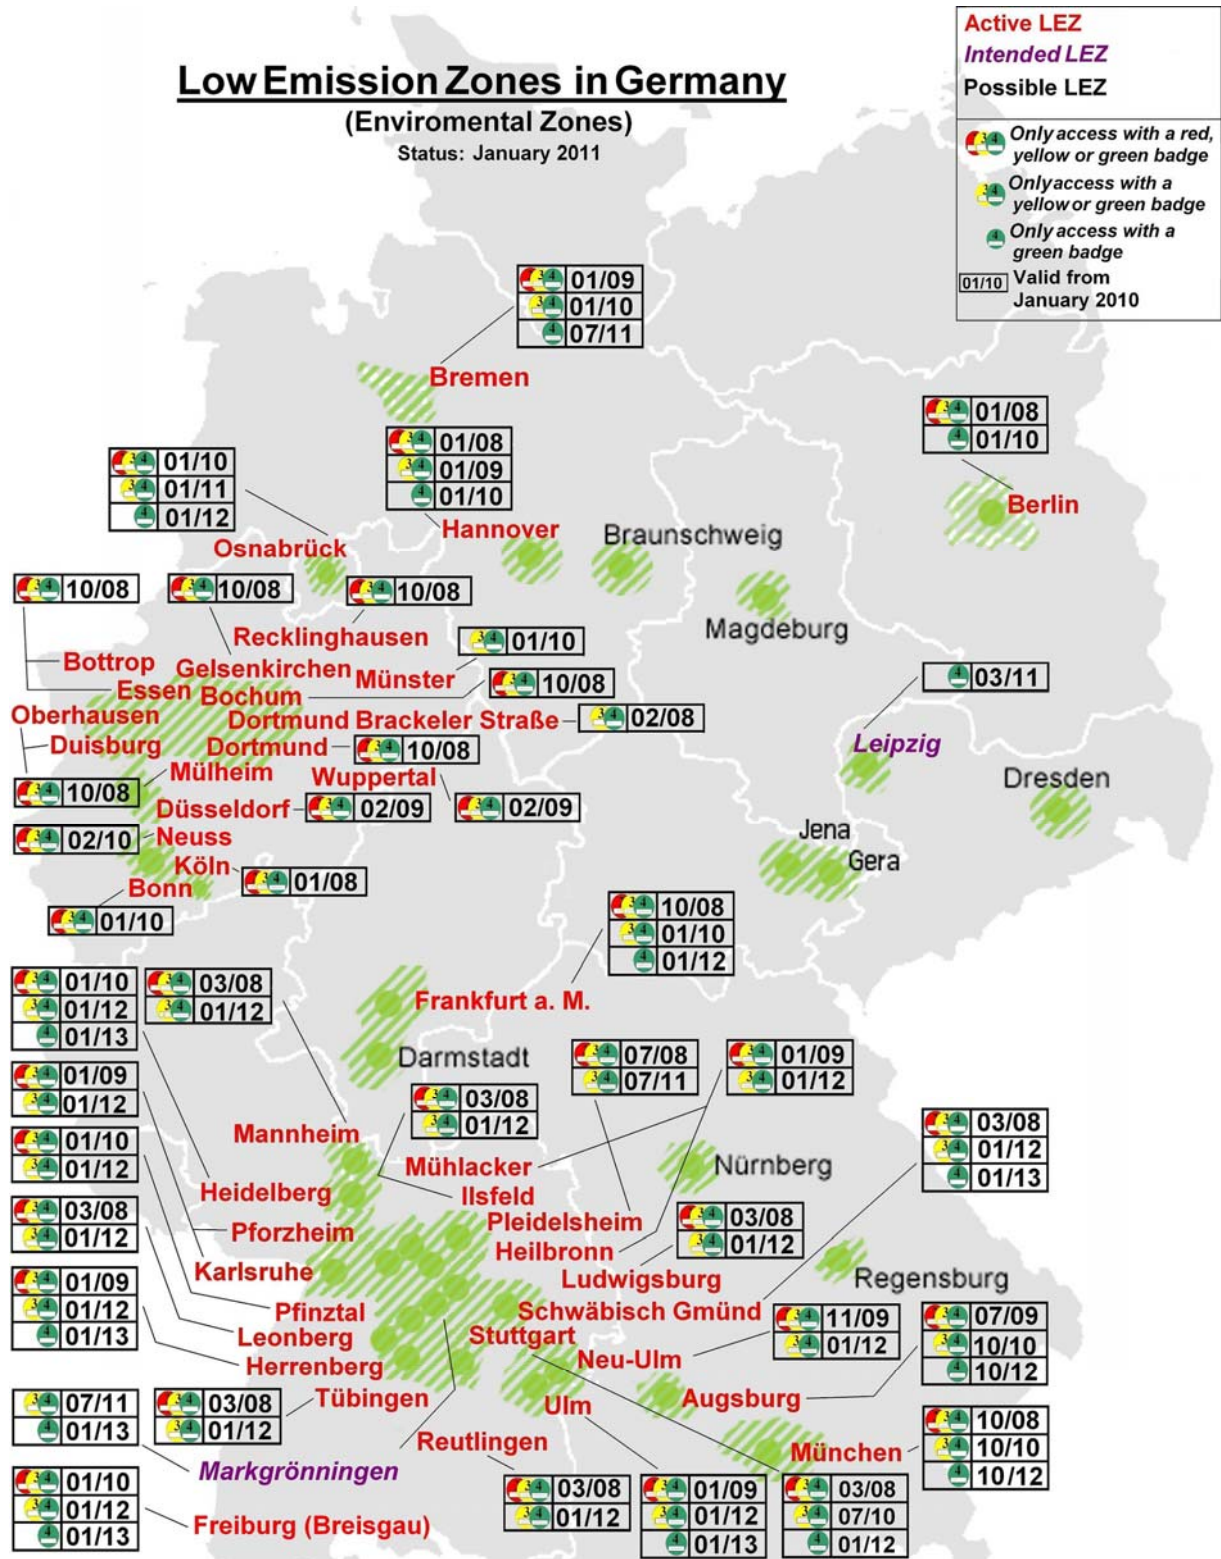 Low Emission Zones in Germany
(Enviromental Zones)
Status: January 2011
Active LEZ
Intended LEZ
Possible LEZ
Only access with a red,
yellow or green badge
Only access with a
yellow or green badge
Only access with a
green badge
01/10 Valid from
January 2010
01/09
01/10
07/11
Bremen
01/08
01/10
Berlin
01/08
01/09
01/10
Hannover
01/10
01/11
01/12
Osnabrück
Braunschweig
Magdeburg
10/08
10/08
10/08
Recklinghausen
01/10
Bottrop
Gelsenkirchen
Münster
Essen
Bochum
10/08
03/11
Oberhausen
Dortmund Brackeler Straße
02/08
Duisburg
Dortmund
10/08
Leipzig
Mülheim
Wuppertal
Dresden
10/08
Düsseldorf
02/09
02/09
02/10
Neuss
Jena
Köln
01/08
Gera
Bonn
01/10
10/08
01/10
01/12
Frankfurt a. M.
01/10
01/12
01/13
03/08
01/12
Darmstadt
07/08
07/11
01/09
01/12
01/09
01/12
03/08
01/12
Mannheim
03/08
01/12
01/13
01/10
01/12
Mühlacker
Nürnberg
Heidelberg
Ilsfeld
03/08
01/12
Pforzheim
Pleidelsheim
03/08
01/12
Heilbronn
Karlsruhe
Ludwigsburg
Regensburg
01/09
01/12
01/13
Pfinztal
Schwäbisch Gmünd
11/09
01/12
07/09
10/10
10/12
Leonberg
Stuttgart
Herrenberg
Neu-Ulm
07/11
01/13
03/08
01/12
Tübingen
Ulm
Augsburg
Reutlingen
München
10/08
10/10
10/12
Markgrönningen
01/10
01/12
01/13
Freiburg (Breisgau)
03/08
01/12
01/09
01/12
01/13
03/08
07/10
01/12